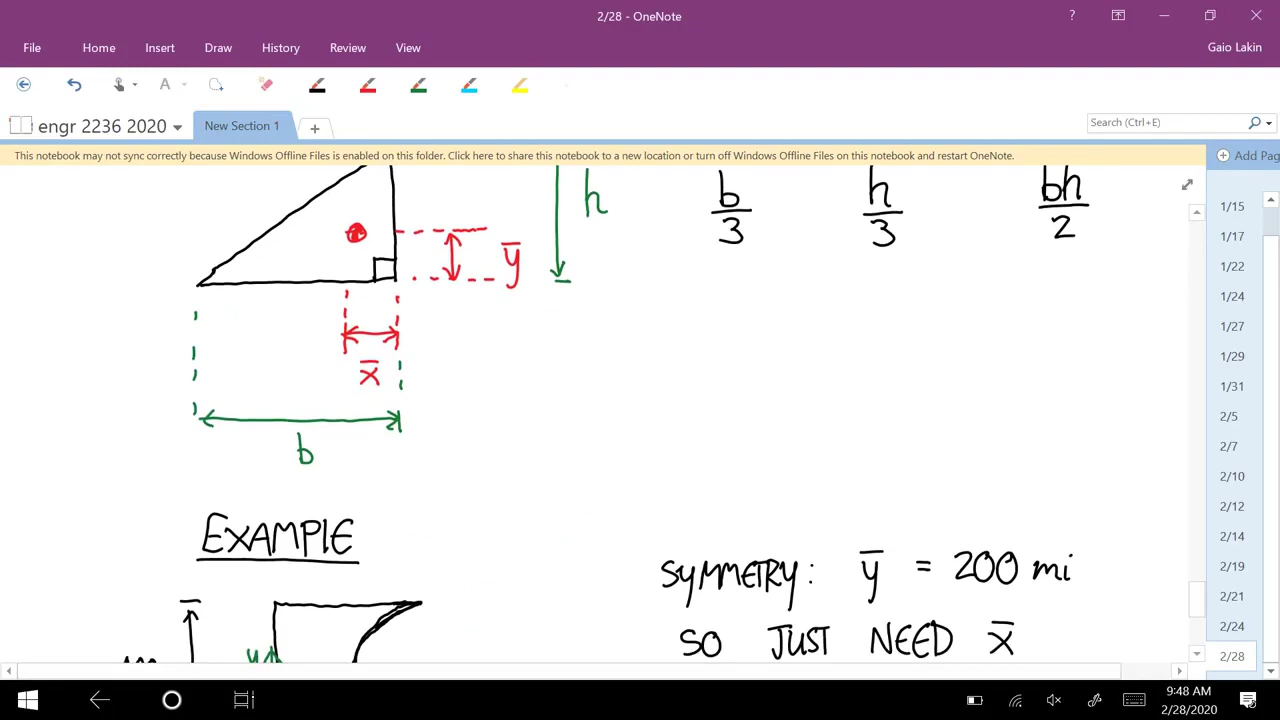 2/28 - OneNote
?
File Home Insert Draw History Review View
Gaio Lakin
A
engr 2236 2020
New Section 1
+
Search (Ctrl+E)
This notebook may not sync correctly because Windows Offline Files is enabled on this folder. Click here to share this notebook to a new location or turn off Windows Offline Files on this notebook and restart OneNote.
Add Pag
1/15
1/17
1/22
1/24
1/27
1/29
1/31
2/5
2/7
2/10
2/12
2/14
2/19
2/21
2/24
2/28
h
b/3 h/3 bh/2
y̅
x̅
b
EXAMPLE
SYMMETRY: y̅ = 200 mi
SO JUST NEED x̅
9:48 AM
2/28/2020